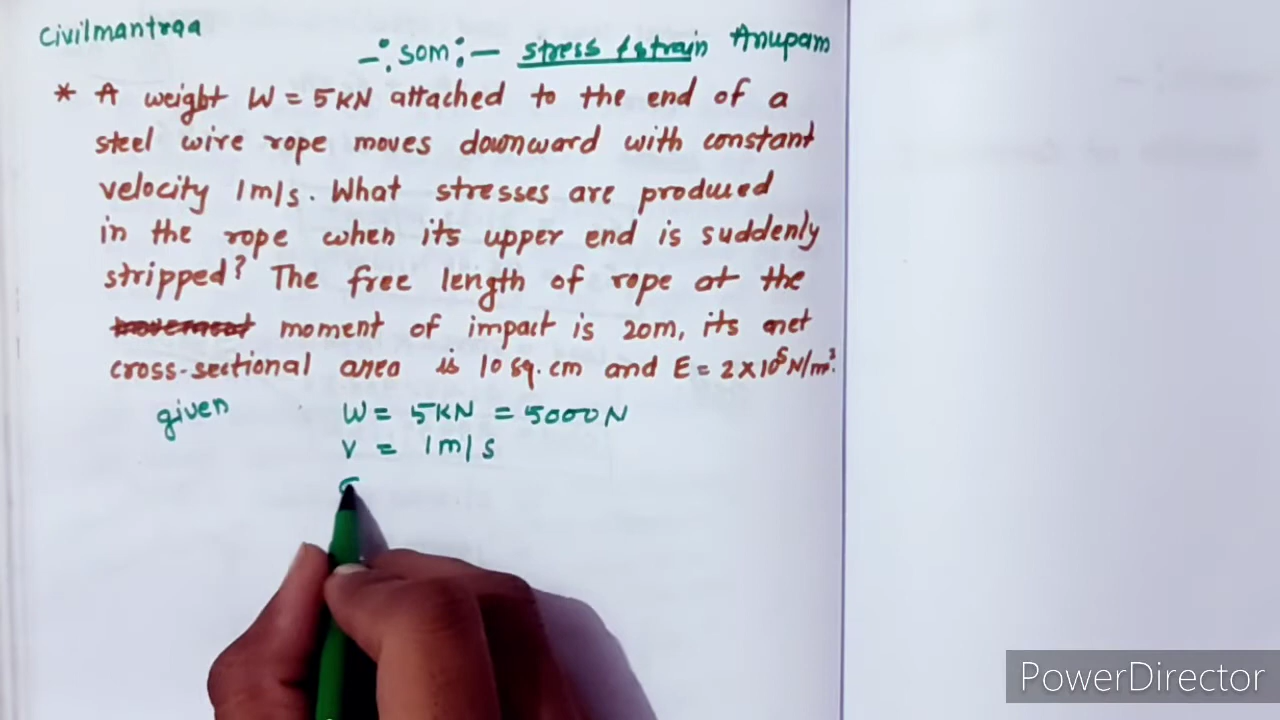 civilmantraa
-:som:- stress & strain Anupam
* A weight W = 5KN attached to the end of a
steel wire rope moves downward with constant
velocity 1m/s. What stresses are produced
in the rope when its upper end is suddenly
stripped? The free length of rope at the
moment of impact is 20m, its net
cross-sectional area is 10 sq.cm and E = 2x10⁵N/m².
given W = 5KN = 5000N
V = 1m/s
PowerDirector